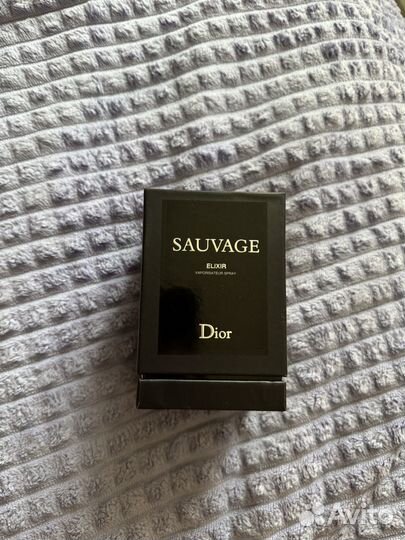 SAUVAGE
ELIXIR
VAPORISATEUR SPRAY
Dior
Avito